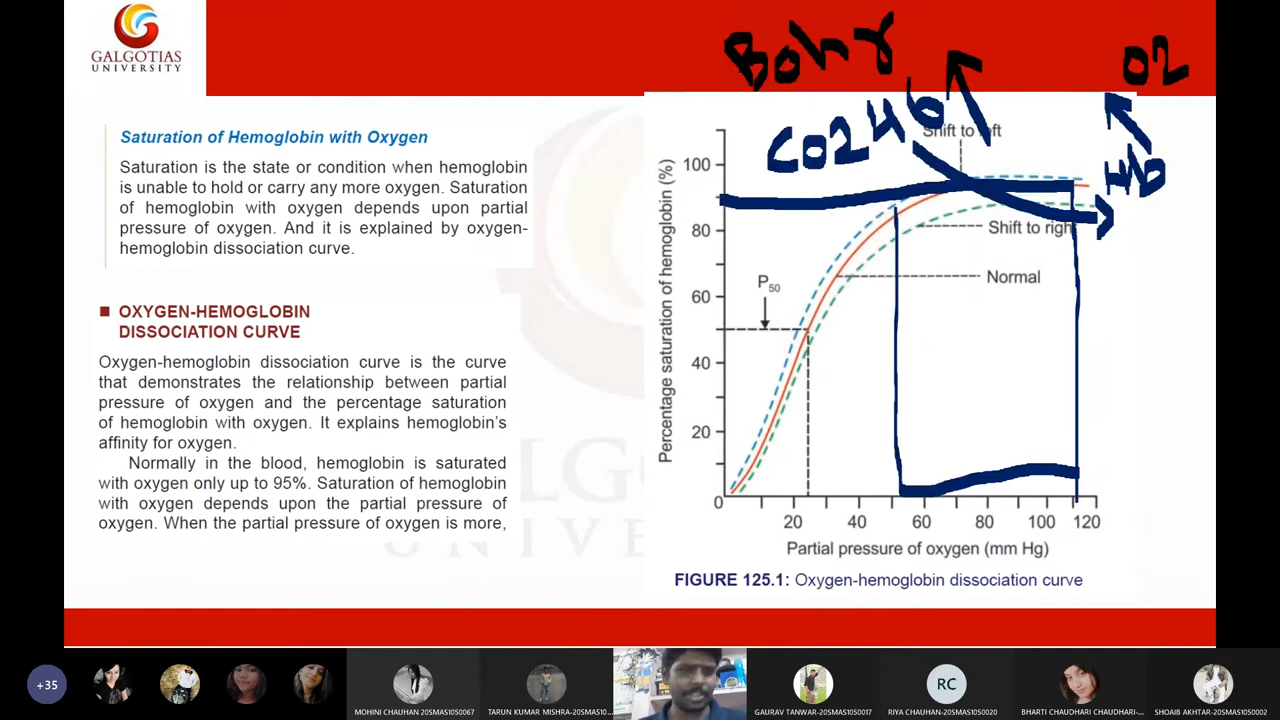 GALGOTIAS
UNIVERSITY
Bohr
O2
CO2
Hb
Saturation of Hemoglobin with Oxygen
Saturation is the state or condition when hemoglobin
is unable to hold or carry any more oxygen. Saturation
of hemoglobin with oxygen depends upon partial
pressure of oxygen. And it is explained by oxygen-
hemoglobin dissociation curve.
■ OXYGEN-HEMOGLOBIN
DISSOCIATION CURVE
Oxygen-hemoglobin dissociation curve is the curve
that demonstrates the relationship between partial
pressure of oxygen and the percentage saturation
of hemoglobin with oxygen. It explains hemoglobin's
affinity for oxygen.
Normally in the blood, hemoglobin is saturated
with oxygen only up to 95%. Saturation of hemoglobin
with oxygen depends upon the partial pressure of
oxygen. When the partial pressure of oxygen is more,
Shift to left
Shift to right
Normal
P50
Percentage saturation of hemoglobin (%)
100
80
60
40
20
0
20 40 60 80 100 120
Partial pressure of oxygen (mm Hg)
FIGURE 125.1: Oxygen-hemoglobin dissociation curve
+35
MOHINI CHAUHAN 20SMAS1050067
TARUN KUMAR MISHRA-20SMAS10...
GAURAV TANWAR-20SMAS1050017
RC
RIYA CHAUHAN-20SMAS1050020
BHARTI CHAUDHARI CHAUDHARI-...
SHOAIB AKHTAR-20SMAS1050002